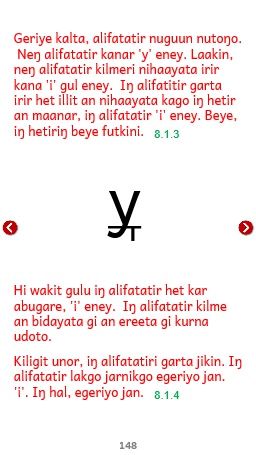 Geriye kalta, alifatatir nuguun nutoŋo.
Neŋ alifatatir kanar 'y' eney. Laakin,
neŋ alifatatir kilmeri nihaayata irir
kana 'i' gul eney. Iŋ alifatitir garta
irir het illit an nihaayata kago iŋ hetir
an maanar, iŋ alifatatir 'i' eney. Beye,
iŋ hetiriŋ beye futkini. 8.1.3
y
T
Hi wakit gulu iŋ alifatatir het kar
abugare, 'i' eney. Iŋ alifatatir kilme
an bidayata gi an ereeta gi kurna
udoto.
Kiligit unor, iŋ alifatatiri garta jikin. Iŋ
alifatatir lakgo jarnikgo egeriyo jan.
'i'. Iŋ hal, egeriyo jan. 8.1.4
148